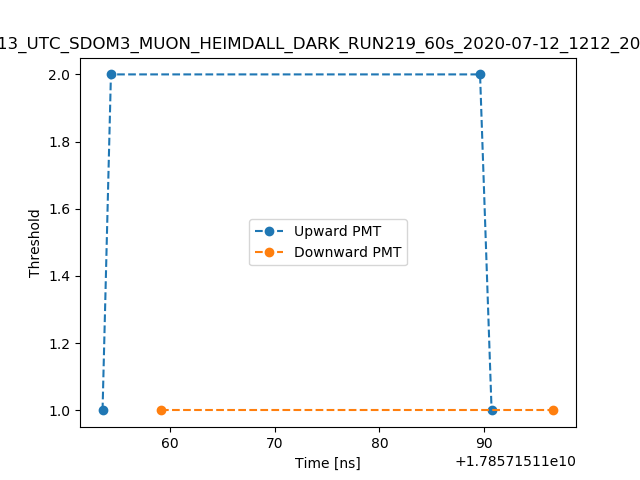 13_UTC_SDOM3_MUON_HEIMDALL_DARK_RUN219_60s_2020-07-12_1212_20
2.0
1.8
1.6
1.4
1.2
1.0
Threshold
Upward PMT
Downward PMT
60
70
80
90
Time [ns]
+1.78571511e10